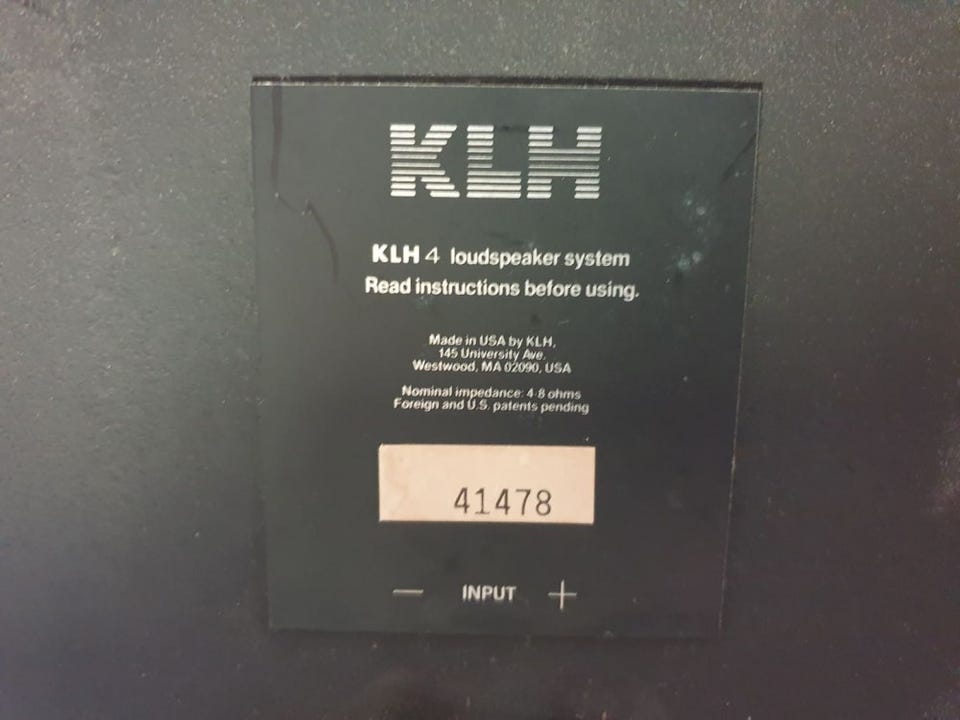 KLH
KLH 4 loudspeaker system
Read instructions before using.
Made in USA by KLH,
145 University Ave.
Westwood, MA 02090, USA
Nominal impedance: 4-8 ohms
Foreign and U.S. patents pending
41478
— INPUT +